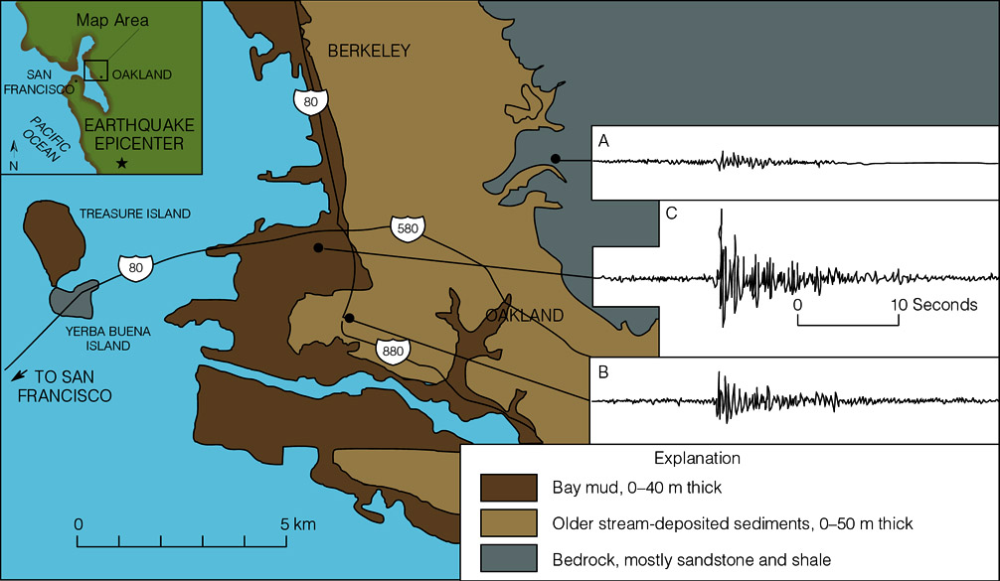 Map Area
SAN
FRANCISCO
OAKLAND
PACIFIC
OCEAN
EARTHQUAKE
EPICENTER
N
BERKELEY
80
TREASURE ISLAND
580
80
YERBA BUENA
ISLAND
OAKLAND
880
TO SAN
FRANCISCO
A
C
0 10 Seconds
B
0 5 km
Explanation
Bay mud, 0–40 m thick
Older stream-deposited sediments, 0–50 m thick
Bedrock, mostly sandstone and shale